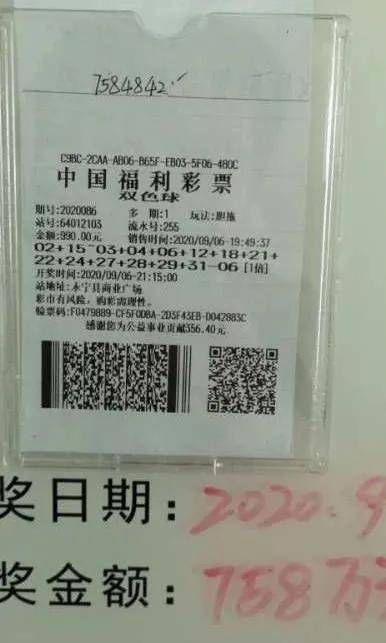 7584842
C9BC-2CAA-AB06-B65F-EB03-5F06-480C
中国福利彩票
双色球
期号:2020086 多 期:1 玩法:胆拖
站号:64012103 流水号:255
金额:990.00元 销售时间:2020/09/06-19:49:37
02+15-03+04+06+12+18+21+
22+24+27+28+29+31-06 [1倍]
开奖时间:2020/09/06-21:15:00
站地址:永宁县商业广场
彩市有风险，购彩需理性。
验票码:F0479889-CF5F0DBA-2D3F43EB-D042883C
感谢您为公益事业贡献356.40元
奖日期：2020.9
奖金额：758万